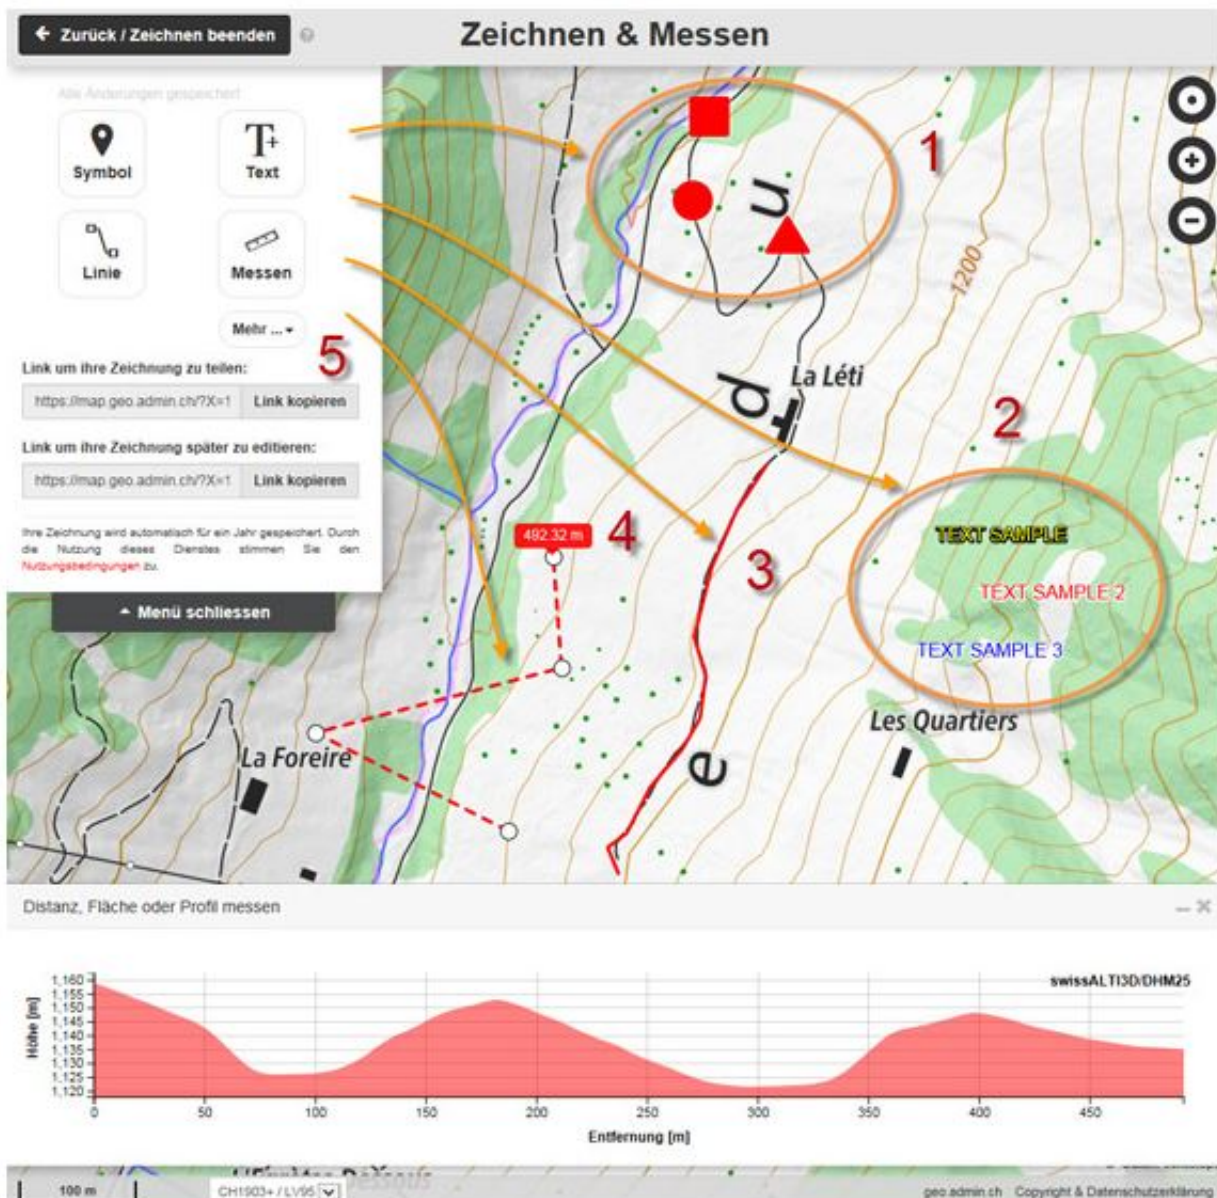 Zurück / Zeichnen beenden
Zeichnen & Messen
Alle Änderungen gespeichert
Symbol
T+
Text
Linie
Messen
Mehr ...
5
Link um ihre Zeichnung zu teilen:
https://map.geo.admin.ch/?X=1
Link kopieren
Link um ihre Zeichnung später zu editieren:
https://map.geo.admin.ch/?X=1
Link kopieren
Ihre Zeichnung wird automatisch für ein Jahr gespeichert. Durch
die Nutzung dieses Dienstes stimmen Sie den
Nutzungsbedingungen zu.
Menü schliessen
1
u
1200
La Léti
d
2
492.32 m
4
3
TEXT SAMPLE
TEXT SAMPLE 2
TEXT SAMPLE 3
Les Quartiers
La Foreire
e
Distanz, Fläche oder Profil messen
swissALTI3D/DHM25
Höhe [m]
1,160
1,155
1,150
1,145
1,140
1,135
1,130
1,125
1,120
0 50 100 150 200 250 300 350 400 450
Entfernung [m]
100 m
CH1903+ / LV95
geo.admin.ch Copyright & Datenschutzerklärung